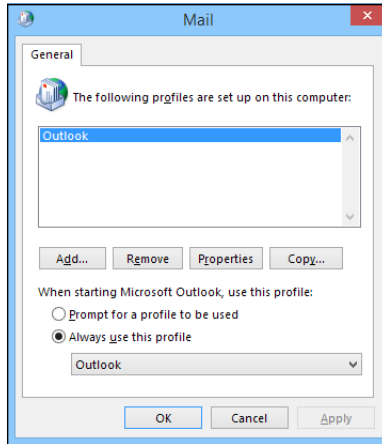 Mail
General
The following profiles are set up on this computer:
Outlook
Add...
Remove
Properties
Copy...
When starting Microsoft Outlook, use this profile:
Prompt for a profile to be used
Always use this profile
Outlook
OK
Cancel
Apply